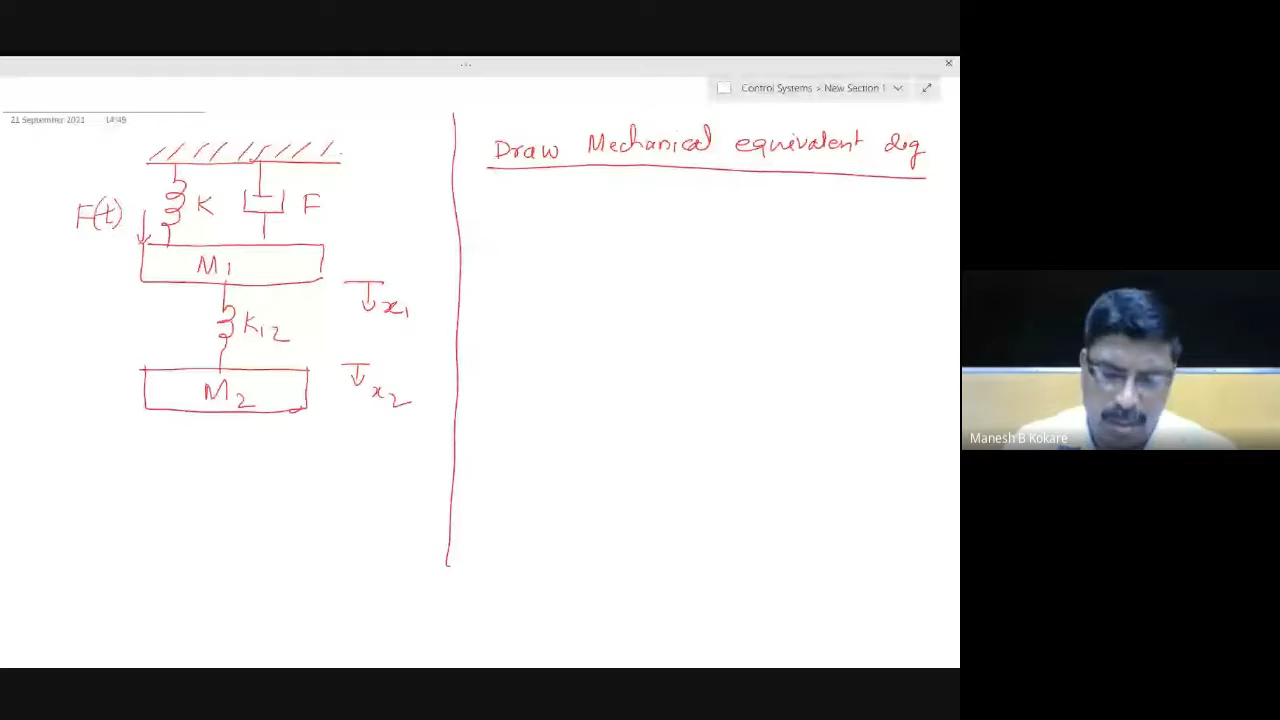 Control Systems > New Section 1
21 September 2021 14:45
Draw Mechanical equivalent dig
F(t) K F
M1
x1
K12
M2
x2
Manesh B Kokare